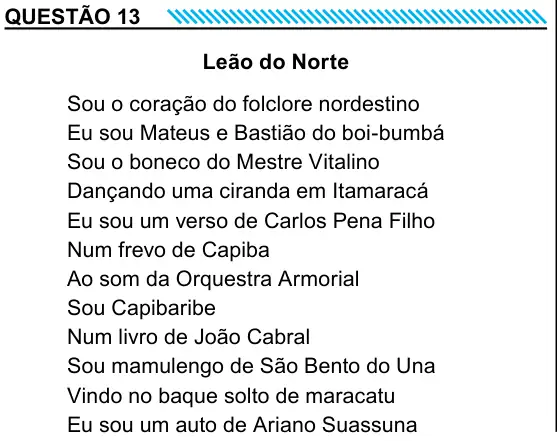 QUESTÃO 13
Leão do Norte
Sou o coração do folclore nordestino
Eu sou Mateus e Bastião do boi-bumbá
Sou o boneco do Mestre Vitalino
Dançando uma ciranda em Itamaracá
Eu sou um verso de Carlos Pena Filho
Num frevo de Capiba
Ao som da Orquestra Armorial
Sou Capibaribe
Num livro de João Cabral
Sou mamulengo de São Bento do Una
Vindo no baque solto de maracatu
Eu sou um auto de Ariano Suassuna